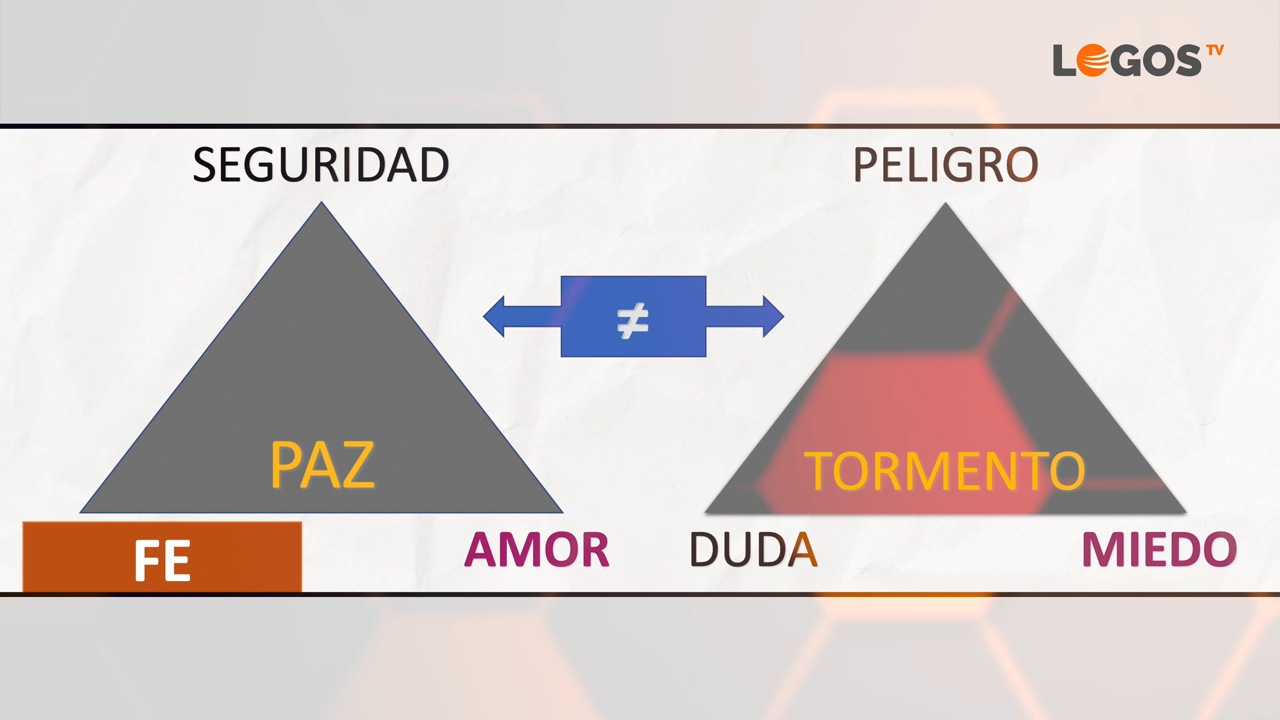 LOGOS TV
SEGURIDAD
PELIGRO
≠
PAZ
TORMENTO
FE
AMOR
DUDA
MIEDO